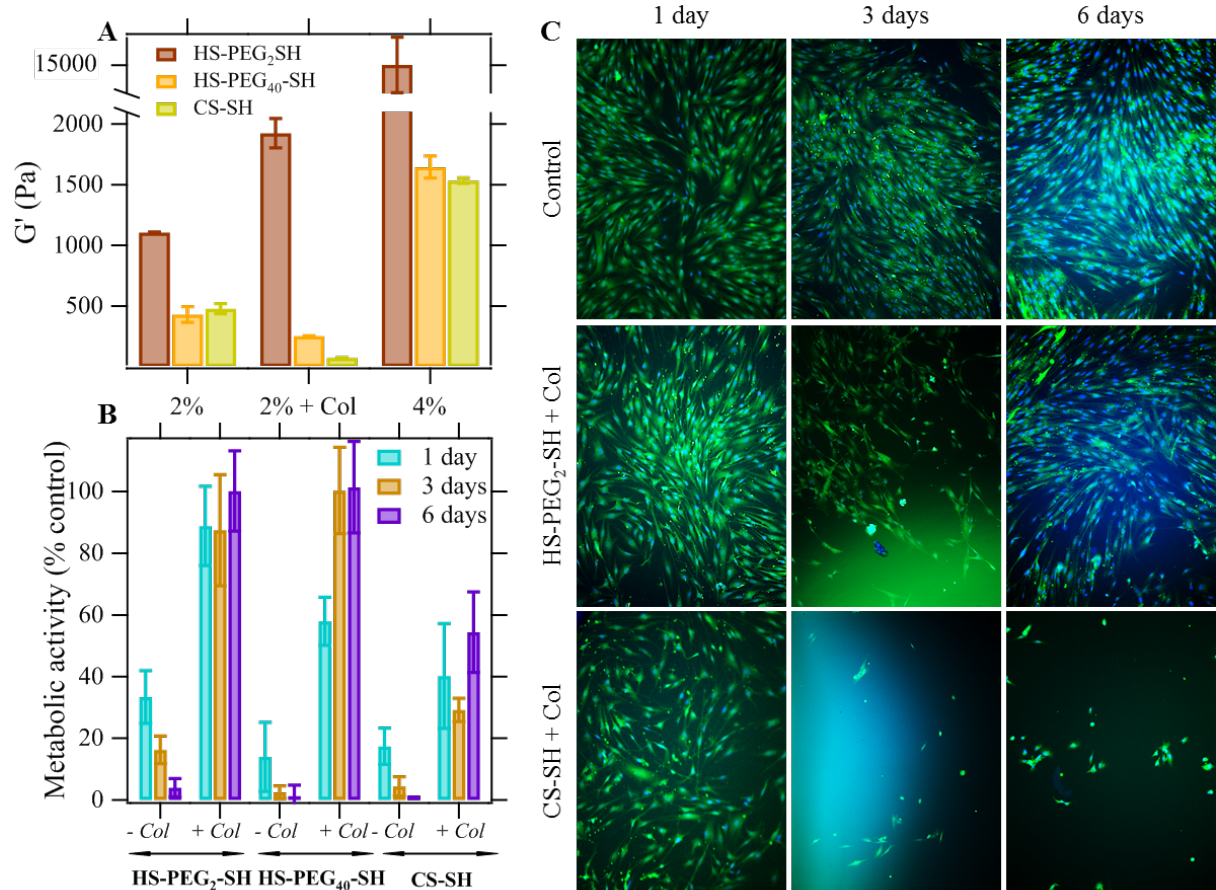 A
HS-PEG₂SH
HS-PEG₄₀-SH
CS-SH
G' (Pa)
15000
2000
1500
1000
500
2%
2% + Col
4%
B
1 day
3 days
6 days
Metabolic activity (% control)
100
80
60
40
20
0
- Col
+ Col
- Col
+ Col
- Col
+ Col
HS-PEG₂-SH
HS-PEG₄₀-SH
CS-SH
C
1 day
3 days
6 days
Control
HS-PEG₂-SH + Col
CS-SH + Col